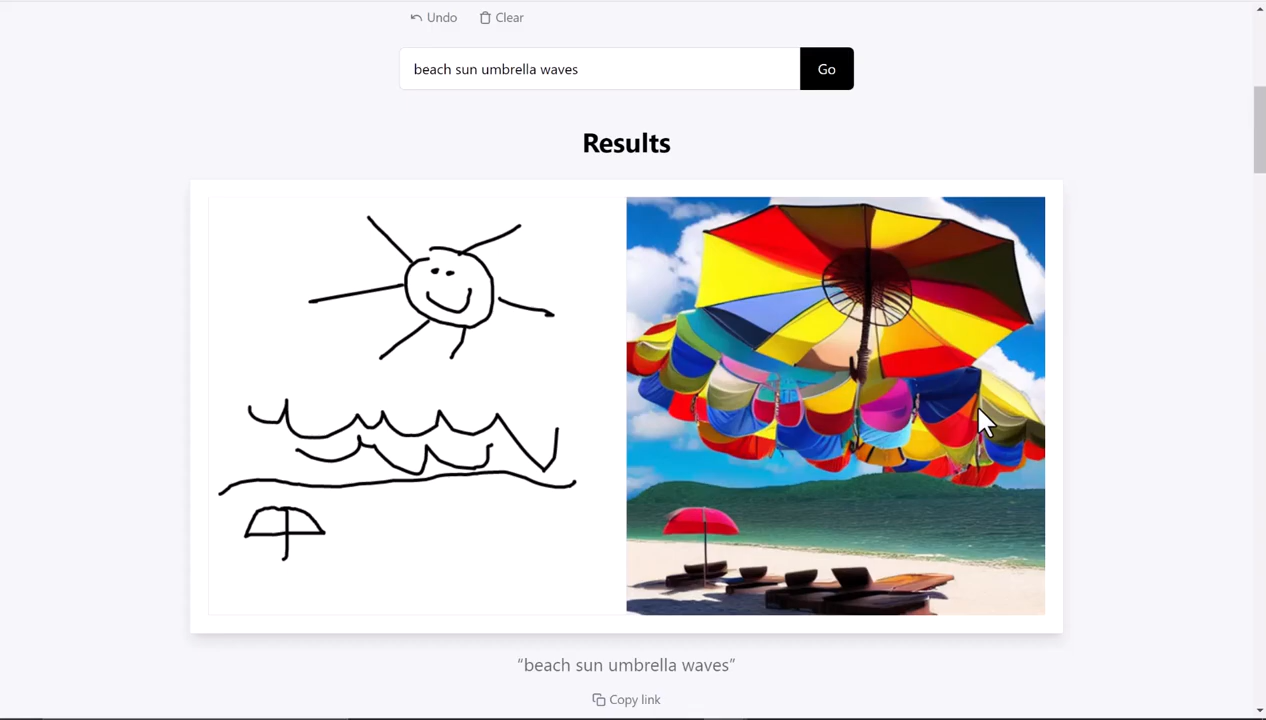 Undo Clear
beach sun umbrella waves Go
Results
“beach sun umbrella waves”
Copy link